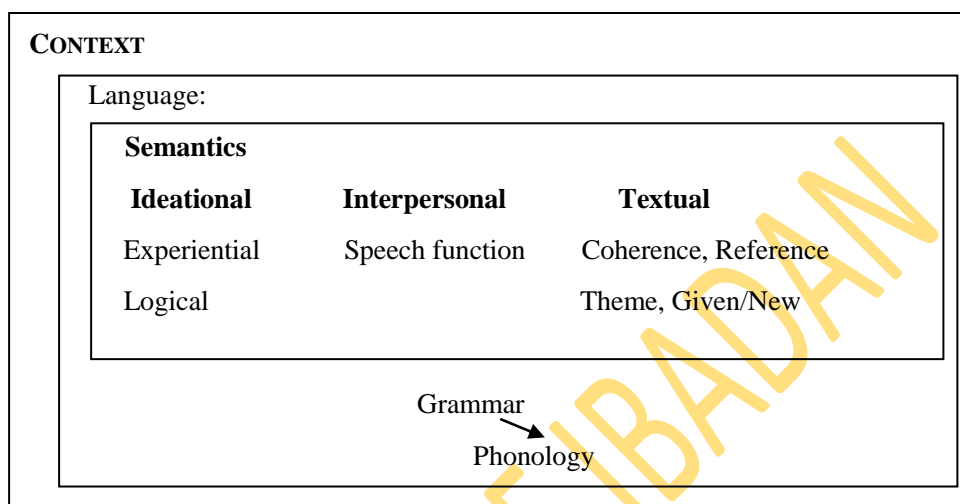 CONTEXT
Language:
Semantics
Ideational Interpersonal Textual
Experiential Speech function Coherence, Reference
Logical Theme, Given/New
Grammar
Phonology
IBADAN